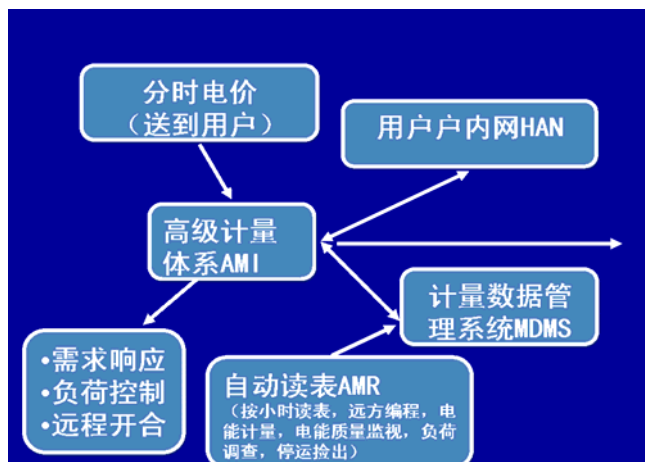 分时电价
（送到用户）
用户户内网HAN
高级计量
体系AMI
计量数据管
理系统MDMS
•需求响应
•负荷控制
•远程开合
自动读表AMR
（按小时读表，远方编程，电
能计量，电能质量监视，负荷
调查，停运捡出）